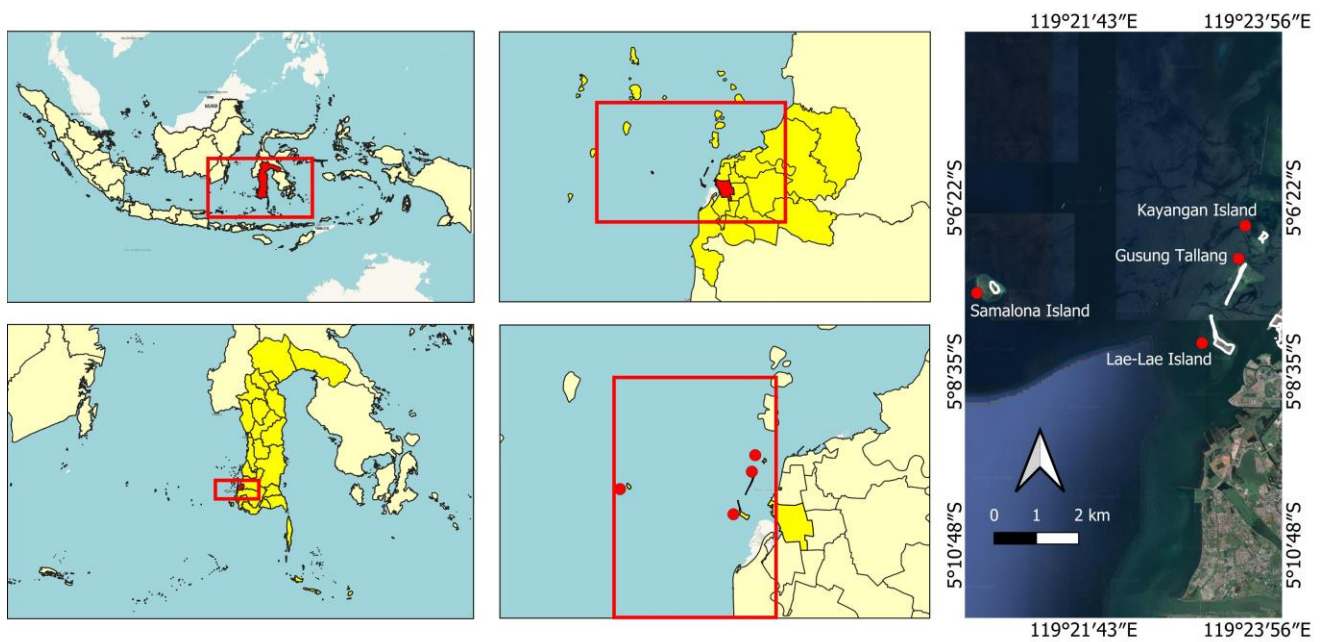 119°21′43″E 119°23′56″E
5°6′22″S 5°6′22″S
Kayangan Island
Gusung Tallang
Samalona Island
Lae-Lae Island
5°8′35″S 5°8′35″S
0 1 2 km
5°10′48″S 5°10′48″S
119°21′43″E 119°23′56″E